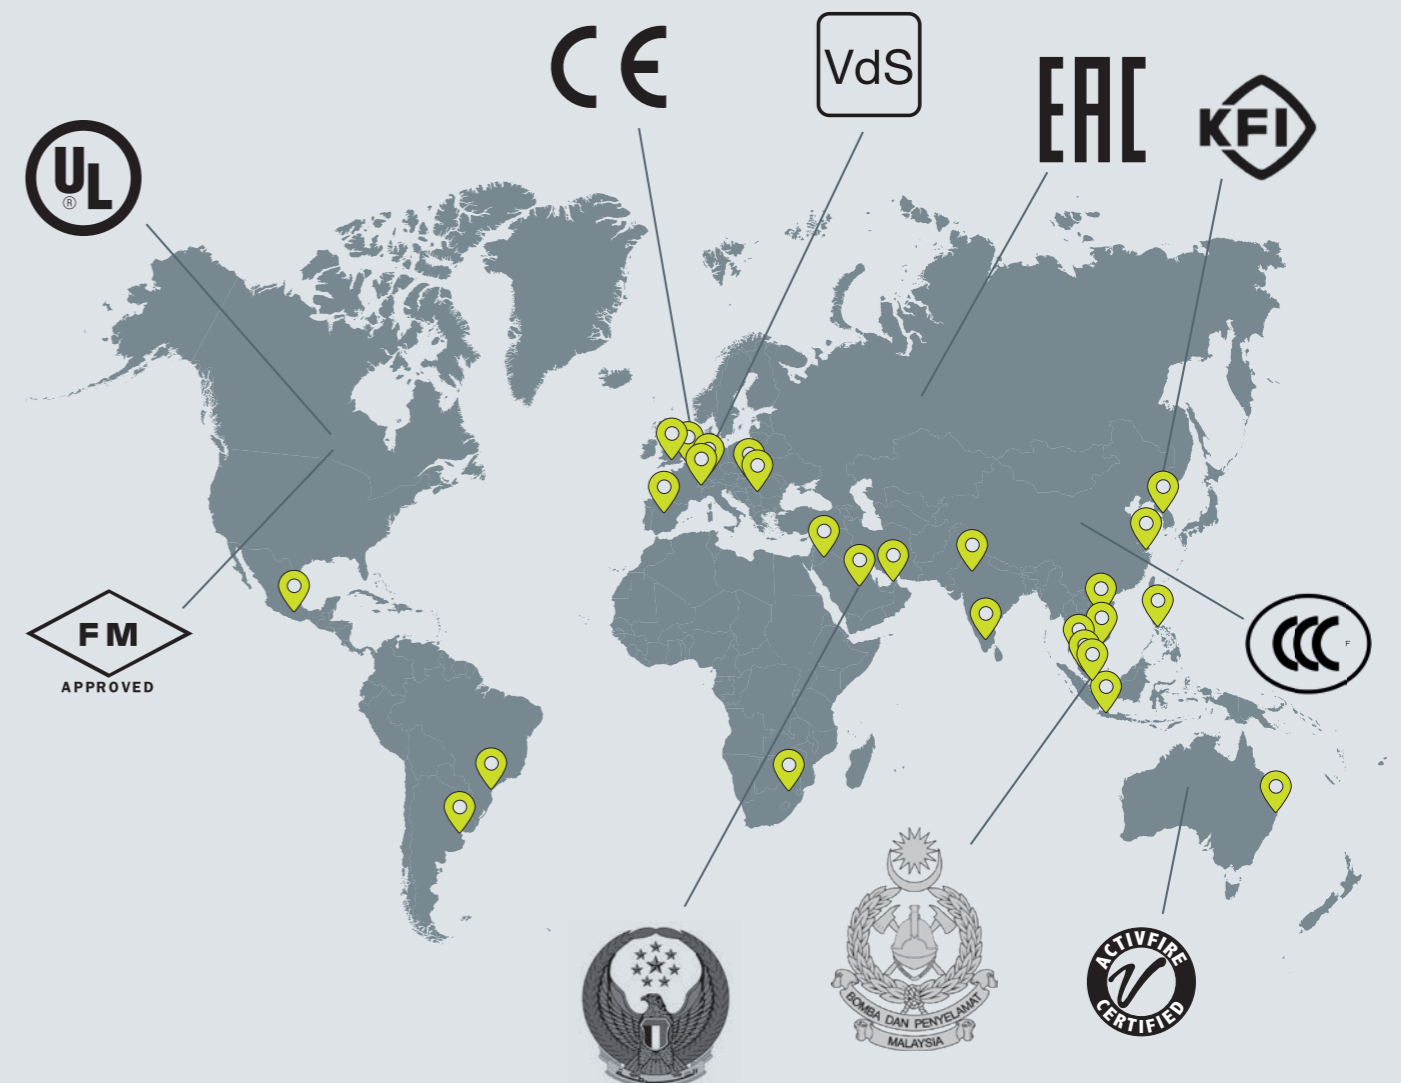 CE
VdS
EAC
KFI
UL
®
FM
APPROVED
CCC
F
BOMBA DAN PENYELAMAT
MALAYSIA
ACTIVFIRE
CERTIFIED